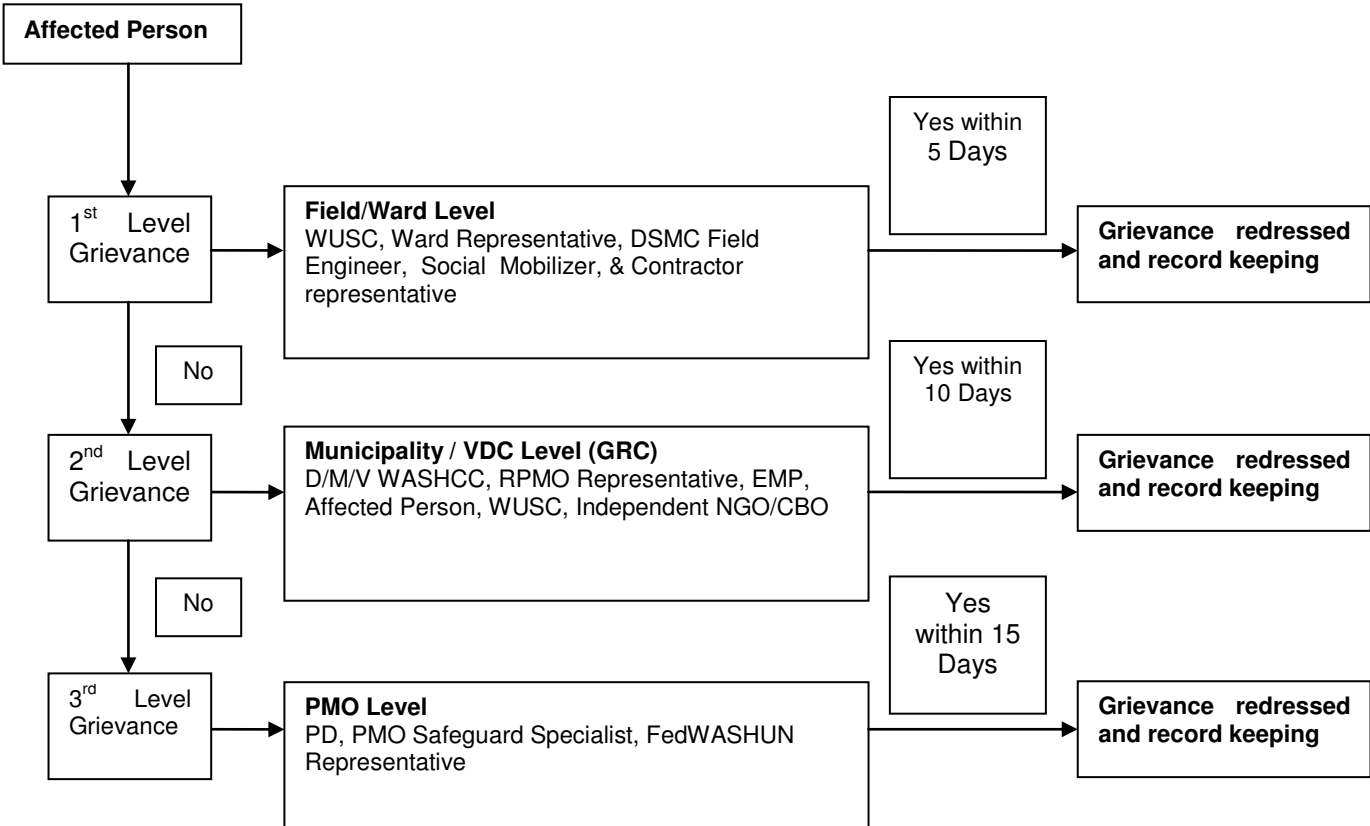 Affected Person
Yes within
5 Days
1st Level
Grievance
Field/Ward Level
WUSC, Ward Representative, DSMC Field
Engineer, Social Mobilizer, & Contractor
representative
Grievance redressed
and record keeping
No
Yes within
10 Days
2nd Level
Grievance
Municipality / VDC Level (GRC)
D/M/V WASHCC, RPMO Representative, EMP,
Affected Person, WUSC, Independent NGO/CBO
Grievance redressed
and record keeping
No
Yes
within 15
Days
3rd Level
Grievance
PMO Level
PD, PMO Safeguard Specialist, FedWASHUN
Representative
Grievance redressed
and record keeping